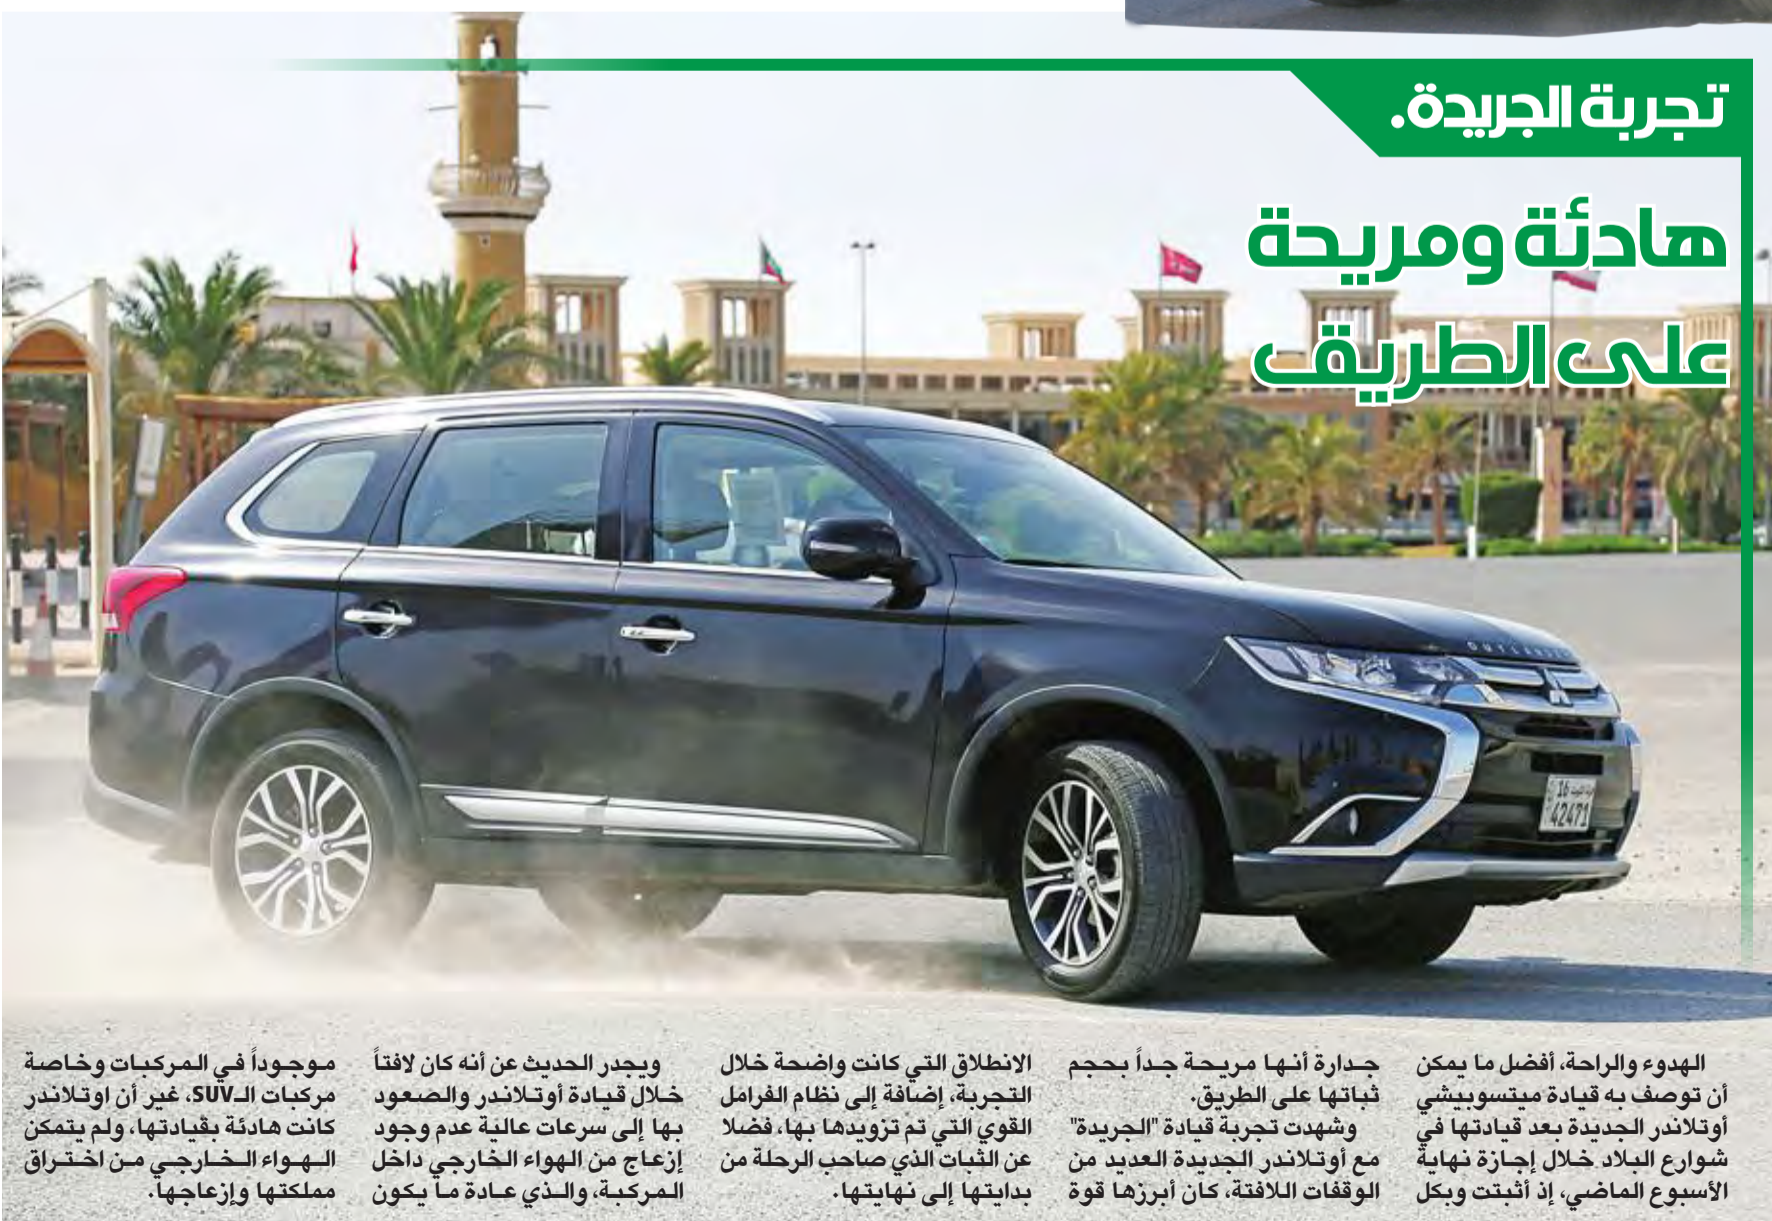 تجربة الجريدة.
هادئة ومريحة
على الطريق
OUTLANDER
16
42471
الهدوء والراحة، أفضل ما يمكن
أن توصف به قيادة ميتسوبيشي
أوتلاندر الجديدة بعد قيادتها في
شوارع البلاد خلال إجازة نهاية
الأسبوع الماضي، إذ أثبتت وبكل
جدارة أنها مريحة جداً بحجم
ثباتها على الطريق.
وشهدت تجربة قيادة "الجريدة"
مع أوتلاندر الجديدة العديد من
الوقفات اللافتة، كان أبرزها قوة
الانطلاق التي كانت واضحة خلال
التجربة، إضافة إلى نظام الفرامل
القوي التي تم تزويدها بها، فضلا
عن الثبات الذي صاحب الرحلة من
بدايتها إلى نهايتها.
ويجدر الحديث عن أنه كان لافتاً
خلال قيادة أوتلاندر والصعود
بها إلى سرعات عالية عدم وجود
إزعاج من الهواء الخارجي داخل
المركبة، والذي عادة ما يكون
موجوداً في المركبات وخاصة
مركبات الـSUV، غير أن اوتلاندر
كانت هادئة بقيادتها، ولم يتمكن
الهواء الخارجي من اختراق
مملكتها وإزعاجها.